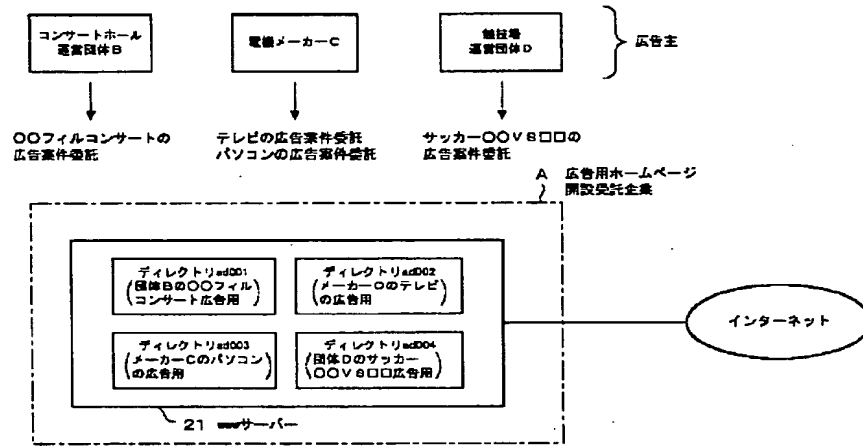 コンサートホール
運営団体B
電機メーカーC
競技場
運営団体D
広告主
〇〇フィルコンサートの
広告案件委託
テレビの広告案件委託
パソコンの広告案件委託
サッカー〇〇VS□□の
広告案件委託
A 広告用ホームページ
開設受託企業
ディレクトリad001
(団体Bの〇〇フィル
コンサート広告用)
ディレクトリad002
(メーカーCのテレビ
の広告用)
ディレクトリad003
(メーカーCのパソコン
の広告用)
ディレクトリad004
(団体Dのサッカー
〇〇VS□□広告用)
インターネット
21 wwwサーバー